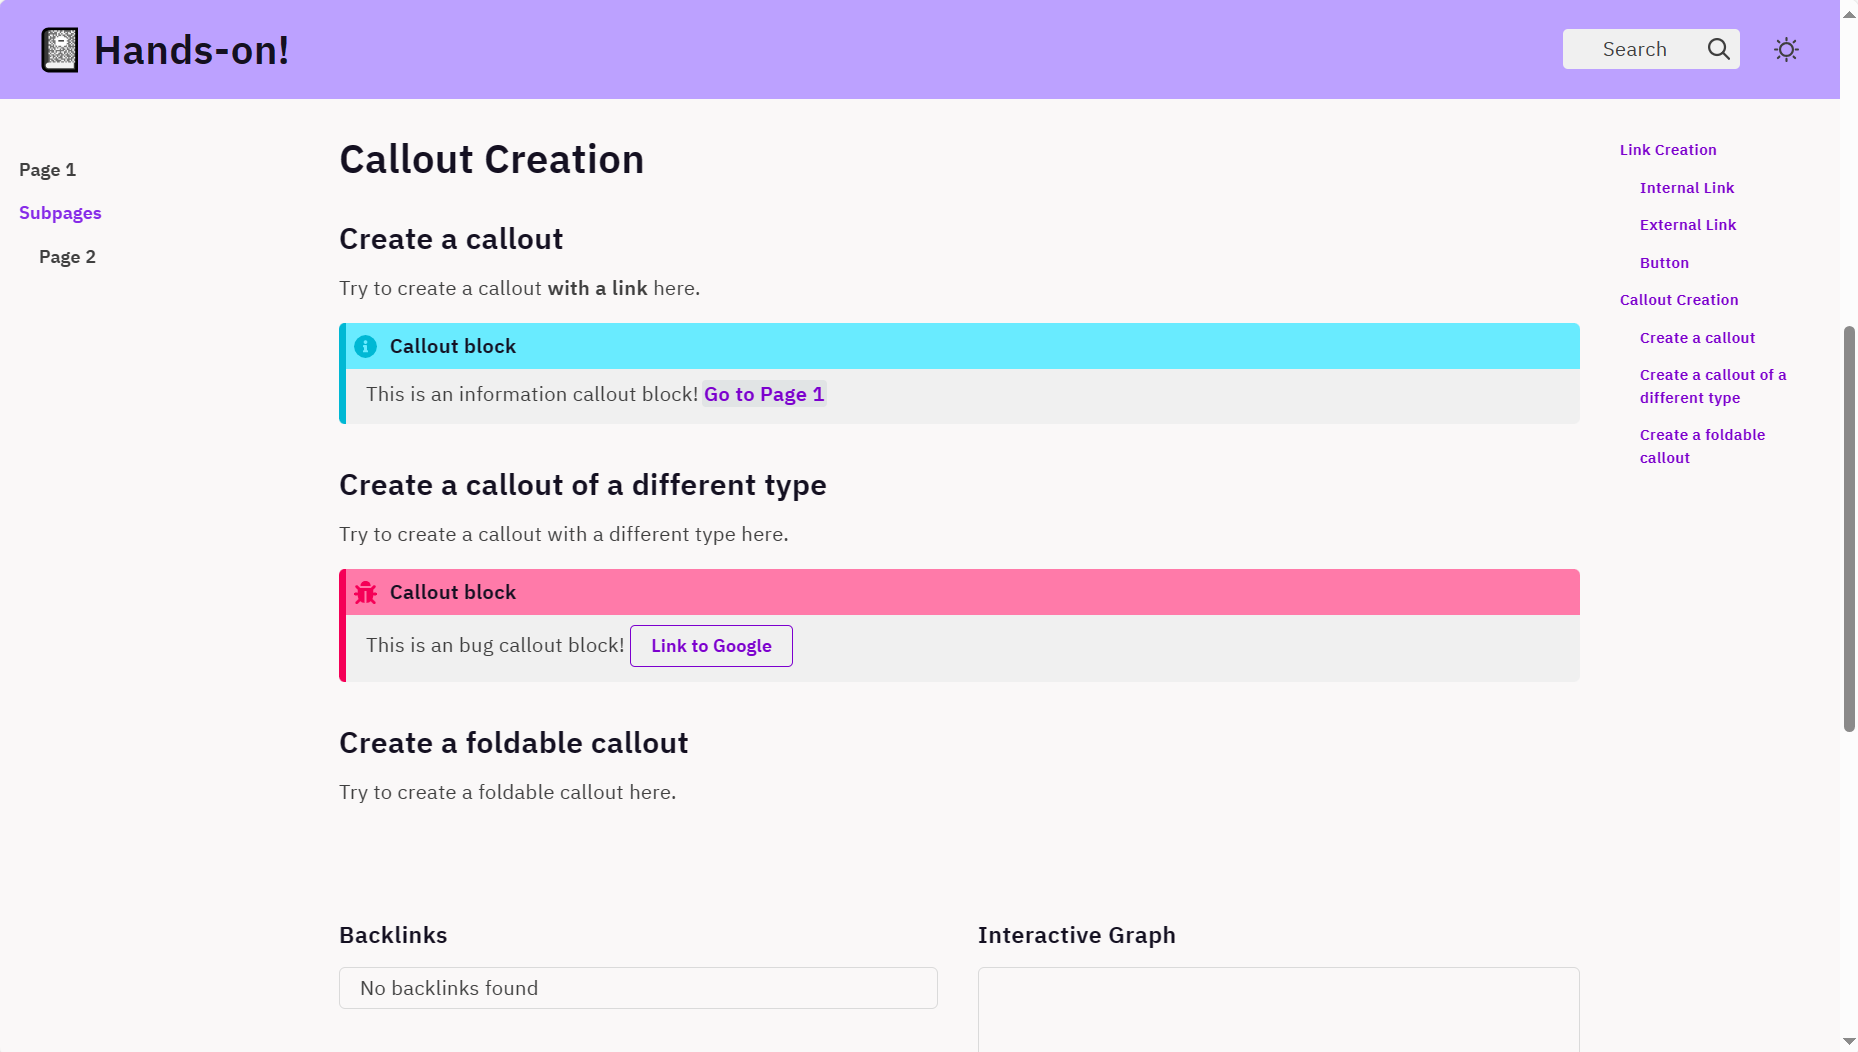 Hands-on!
Search
Page 1
Subpages
Page 2
Callout Creation
Create a callout
Try to create a callout with a link here.
Callout block
This is an information callout block! Go to Page 1
Create a callout of a different type
Try to create a callout with a different type here.
Callout block
This is an bug callout block! Link to Google
Create a foldable callout
Try to create a foldable callout here.
Backlinks
No backlinks found
Interactive Graph
Link Creation
Internal Link
External Link
Button
Callout Creation
Create a callout
Create a callout of a
different type
Create a foldable
callout